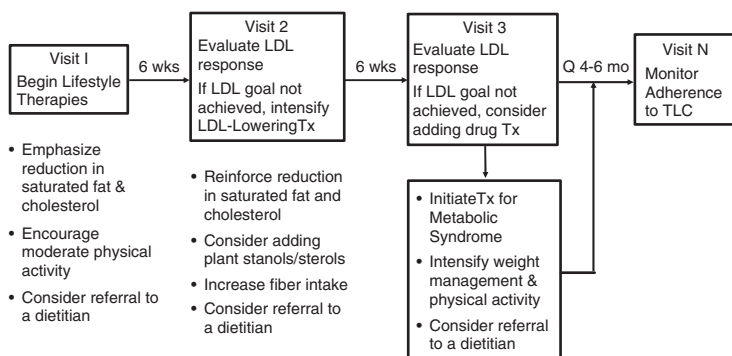 Visit I
Begin Lifestyle
Therapies
6 wks
Visit 2
Evaluate LDL
response
If LDL goal not
achieved, intensify
LDL-LoweringTx
6 wks
Visit 3
Evaluate LDL
response
If LDL goal not
achieved, consider
adding drug Tx
Q 4-6 mo
Visit N
Monitor
Adherence
to TLC
• Emphasize
reduction in
saturated fat &
cholesterol
• Encourage
moderate physical
activity
• Consider referral to
a dietitian
• Reinforce reduction
in saturated fat and
cholesterol
• Consider adding
plant stanols/sterols
• Increase fiber intake
• Consider referral to
a dietitian
• InitiateTx for
Metabolic
Syndrome
• Intensify weight
management &
physical activity
• Consider referral to
a dietitian